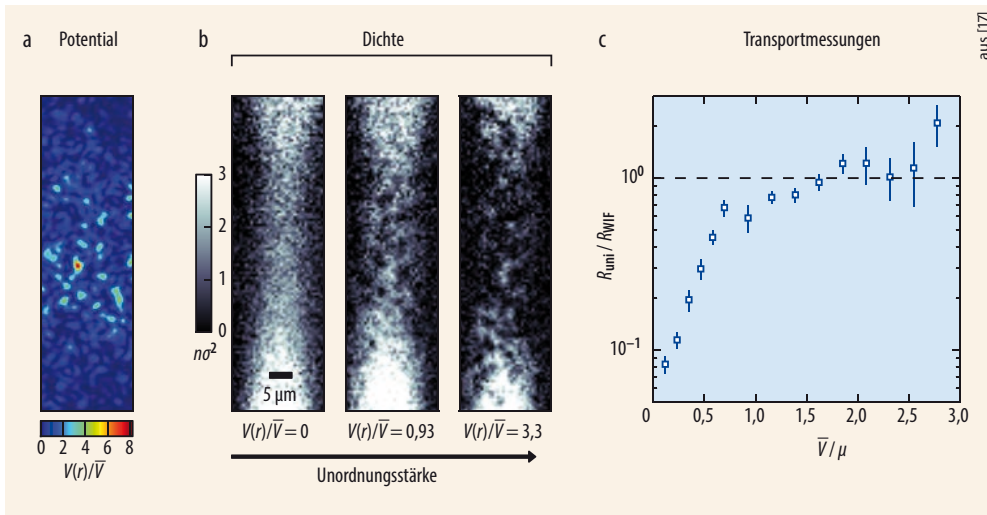 a Potential
b Dichte
c Transportmessungen
aus [17]
3
2
1
0
nσ²
5 µm
0 2 4 6 8
V(r)/V̅
V(r)/V̅ = 0 V(r)/V̅ = 0,93 V(r)/V̅ = 3,3
Unordnungsstärke
R_uni / R_WIF
10⁰
10⁻¹
0 0,5 1,0 1,5 2,0 2,5 3,0
V̅ / µ